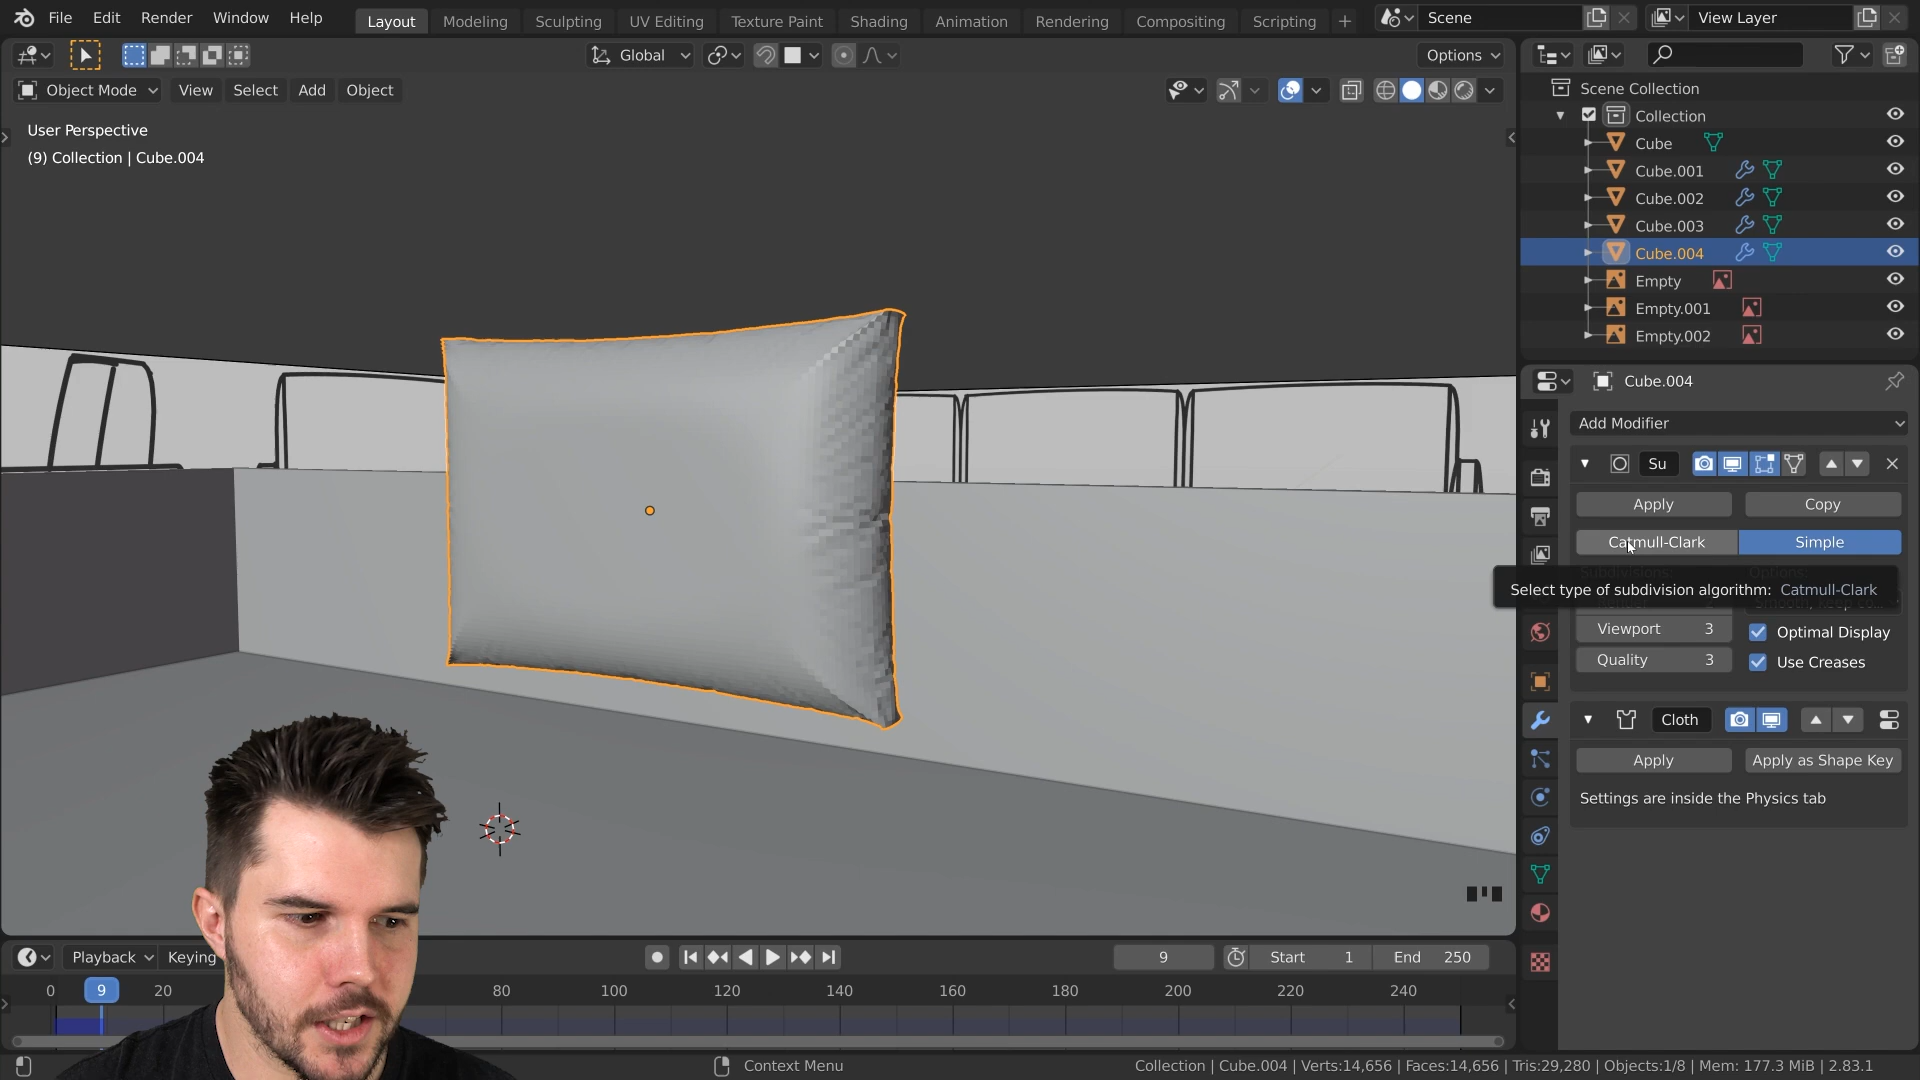 File Edit Render Window Help
Layout Modeling Sculpting UV Editing Texture Paint Shading Animation Rendering Compositing Scripting +
Scene
View Layer
Global
Options
Object Mode View Select Add Object
User Perspective
(9) Collection | Cube.004
Scene Collection
Collection
Cube
Cube.001
Cube.002
Cube.003
Cube.004
Empty
Empty.001
Empty.002
Cube.004
Add Modifier
Su
Apply Copy
Catmull-Clark Simple
Select type of subdivision algorithm: Catmull-Clark
Viewport 3 Optimal Display
Quality 3 Use Creases
Cloth
Apply Apply as Shape Key
Settings are inside the Physics tab
Playback Keying
9 Start 1 End 250
0 9 20 80 100 120 140 160 180 200 220 240
Context Menu
Collection | Cube.004 | Verts:14,656 | Faces:14,656 | Tris:29,280 | Objects:1/8 | Mem: 177.3 MiB | 2.83.1